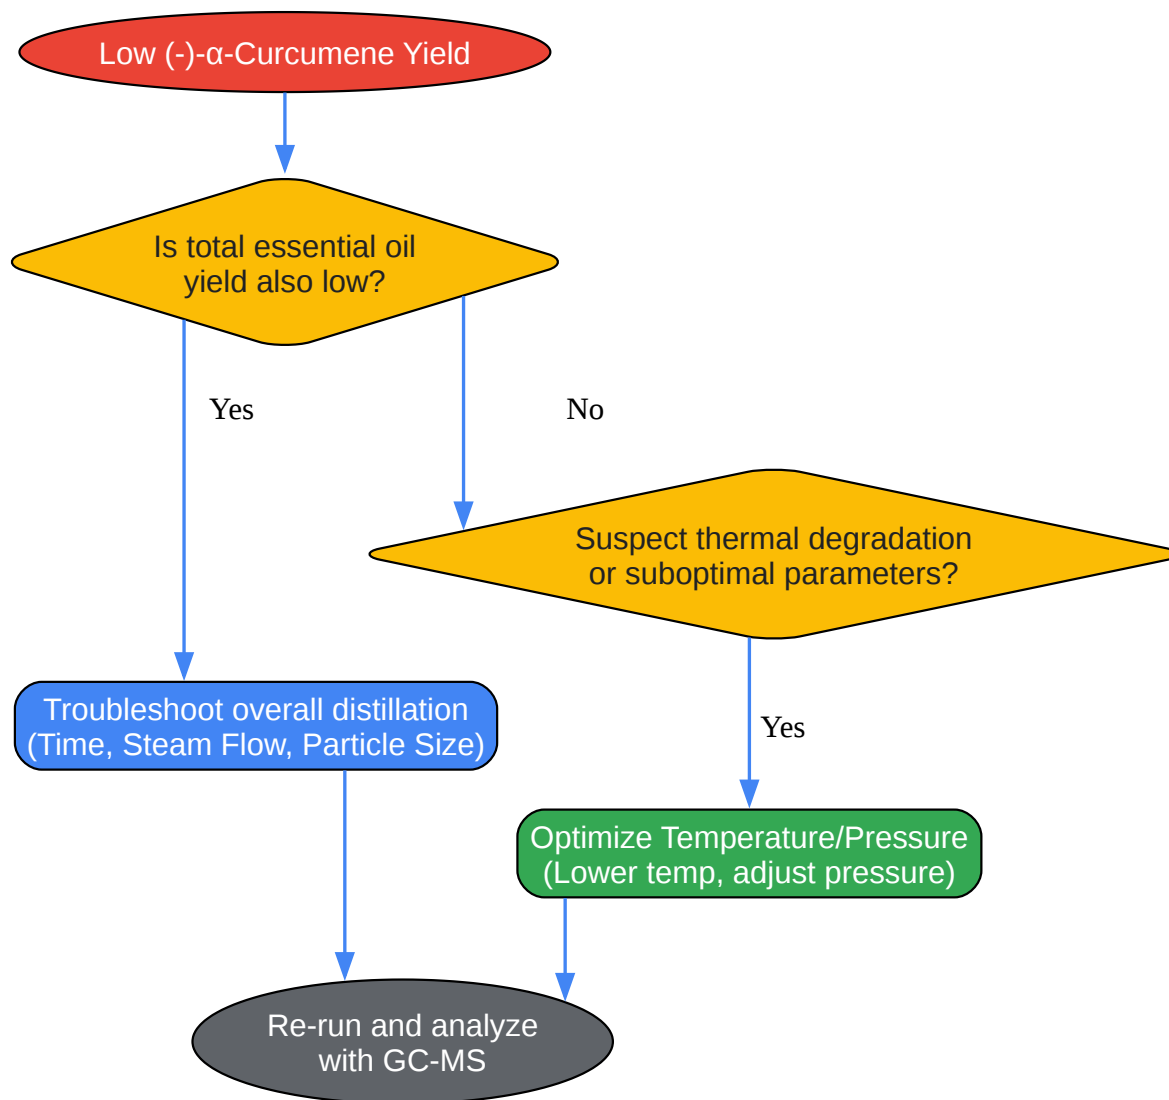 Low (-)-α-Curcumene Yield
Is total essential oil
yield also low?
Yes
No
Suspect thermal degradation
or suboptimal parameters?
Troubleshoot overall distillation
(Time, Steam Flow, Particle Size)
Yes
Optimize Temperature/Pressure
(Lower temp, adjust pressure)
Re-run and analyze
with GC-MS